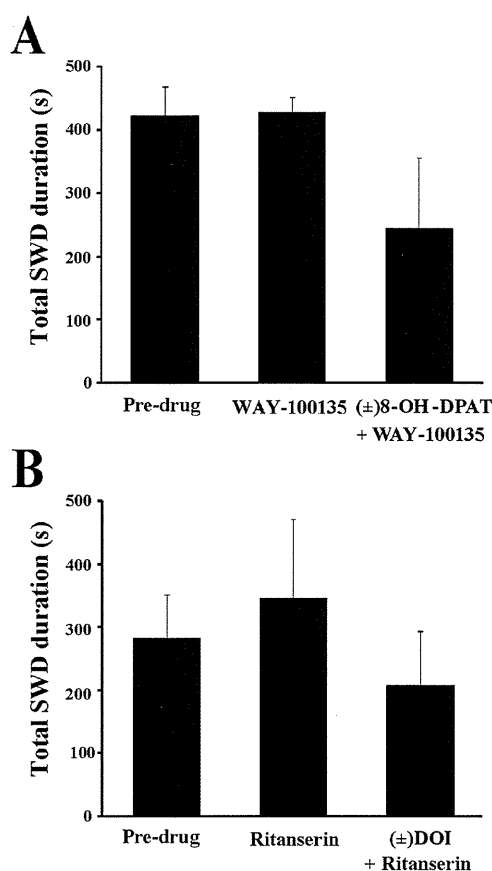 A
Total SWD duration (s)
500
400
300
200
100
0
Pre-drug
WAY-100135
(±)8-OH-DPAT
+ WAY-100135
B
Total SWD duration (s)
500
400
300
200
100
0
Pre-drug
Ritanserin
(±)DOI
+ Ritanserin